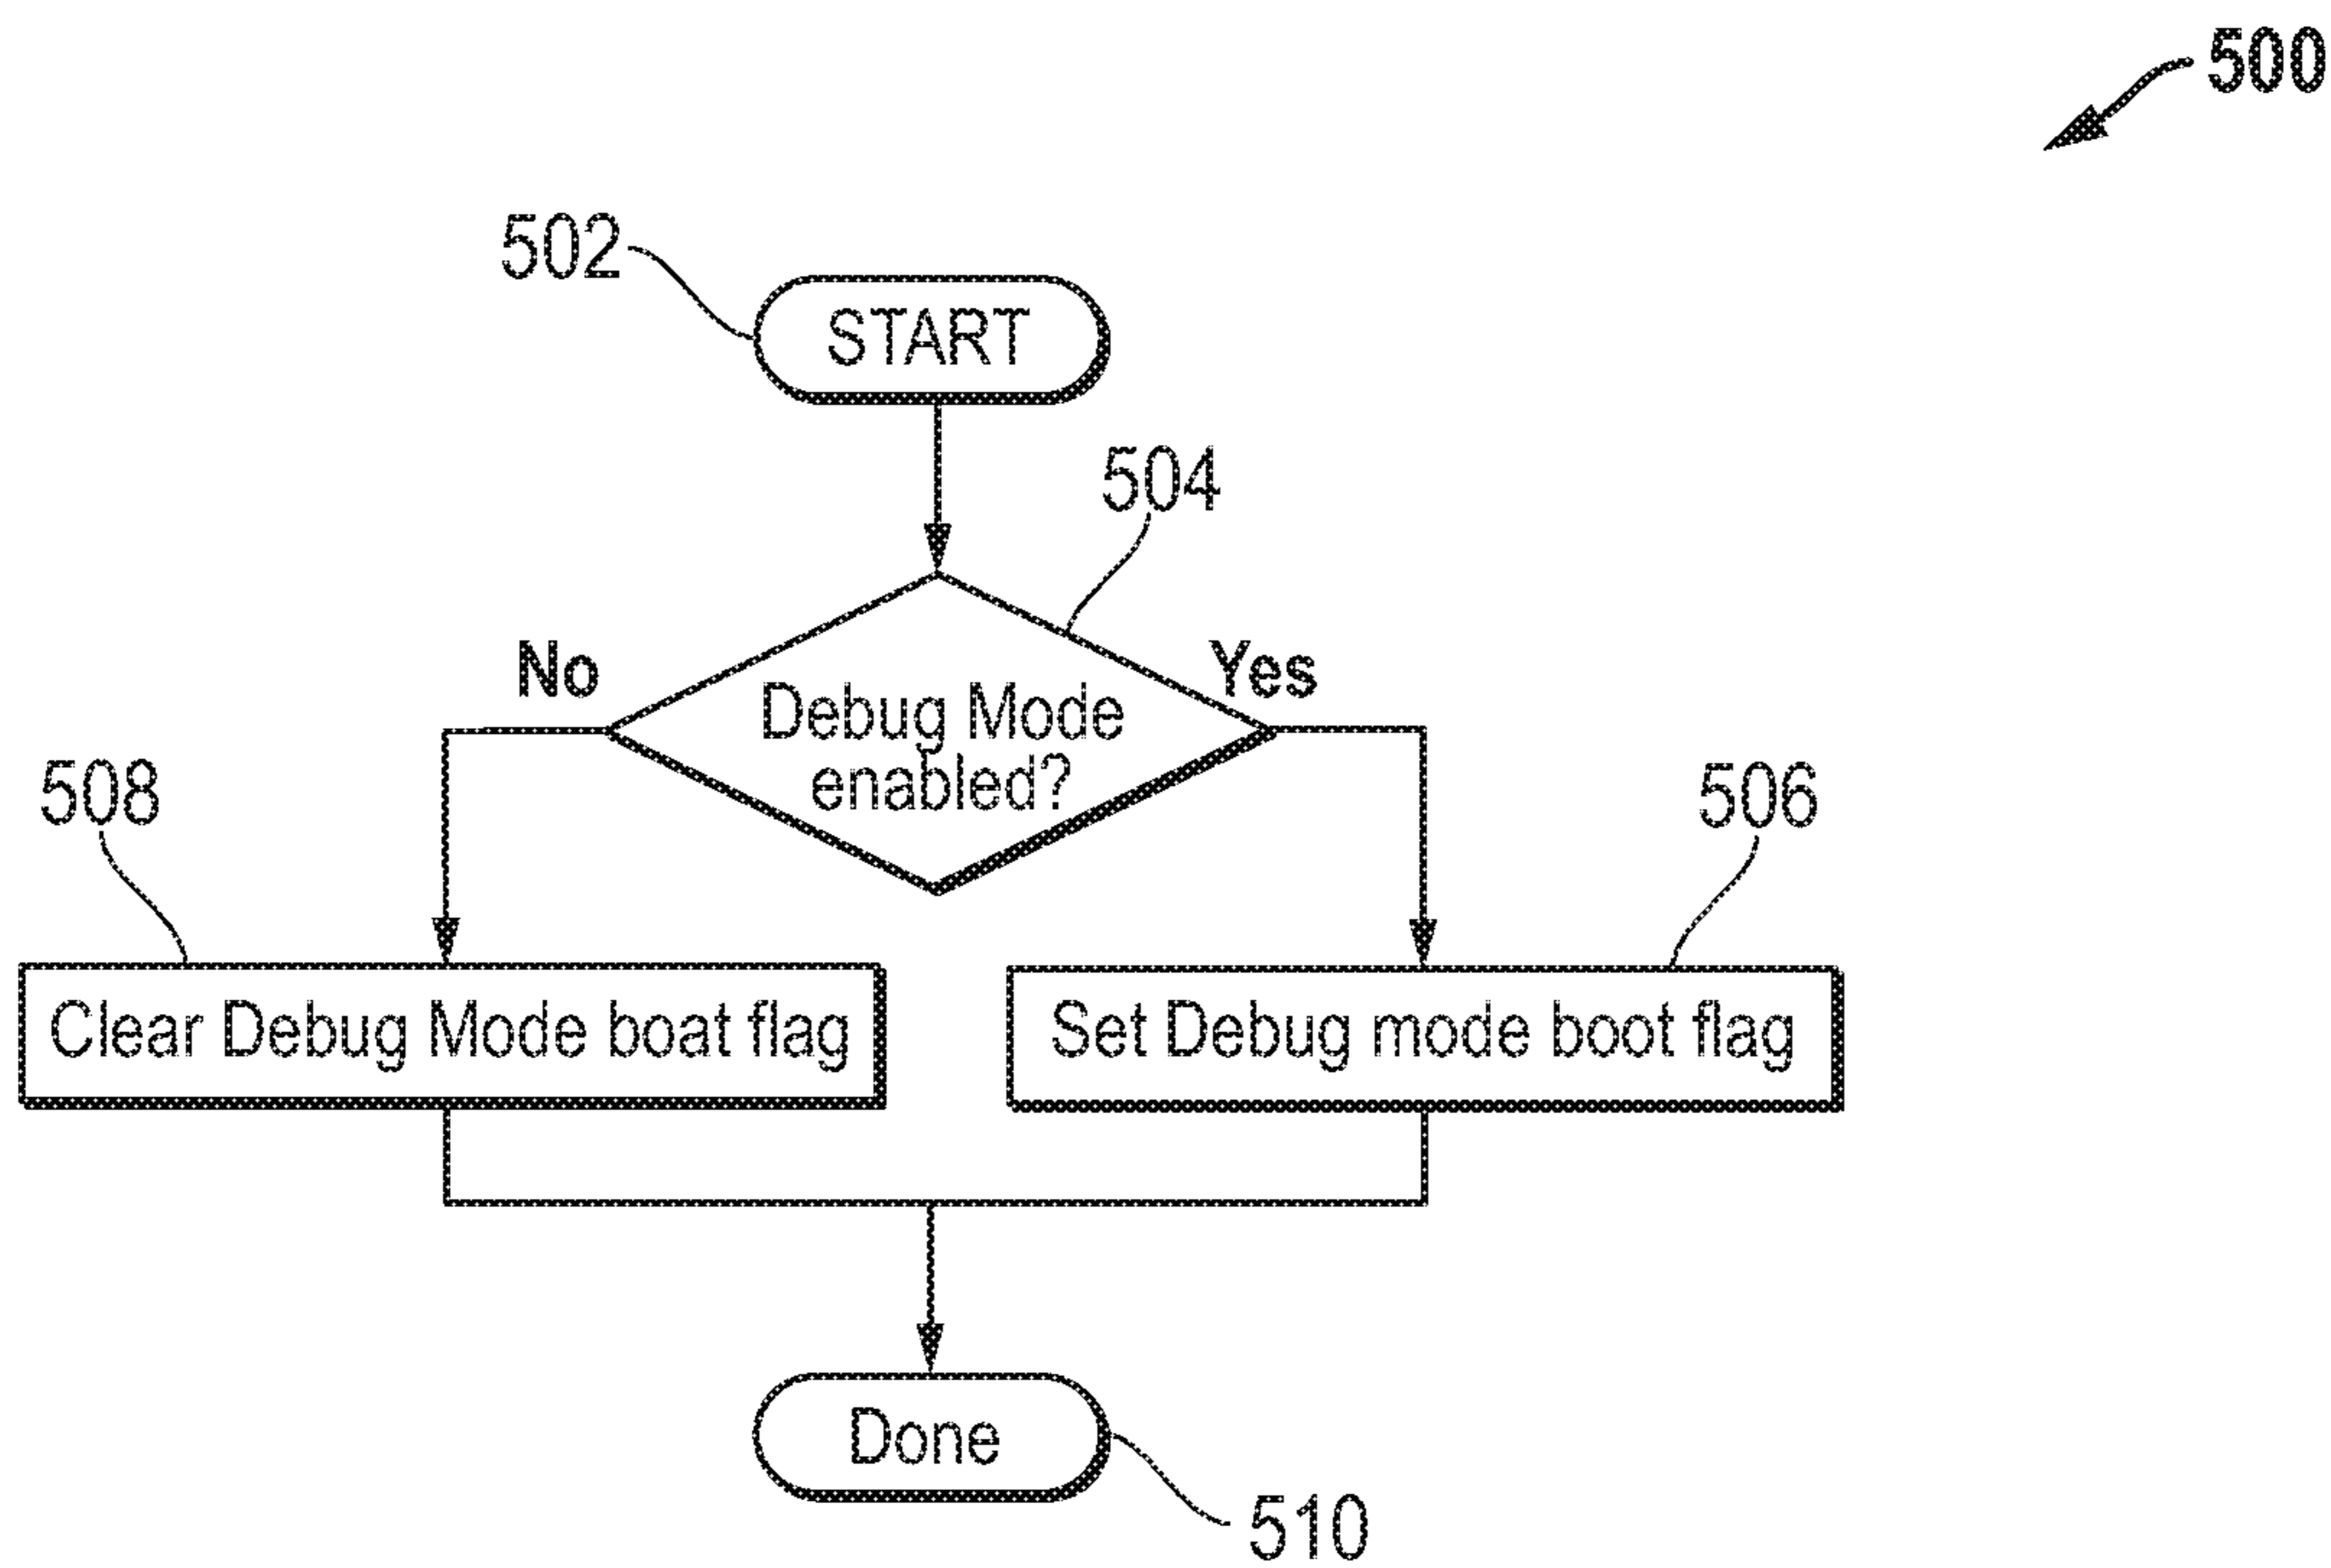 500
502
START
504
No
Yes
Debug Mode
enabled?
508
506
Clear Debug Mode boat flag
Set Debug mode boot flag
Done
510